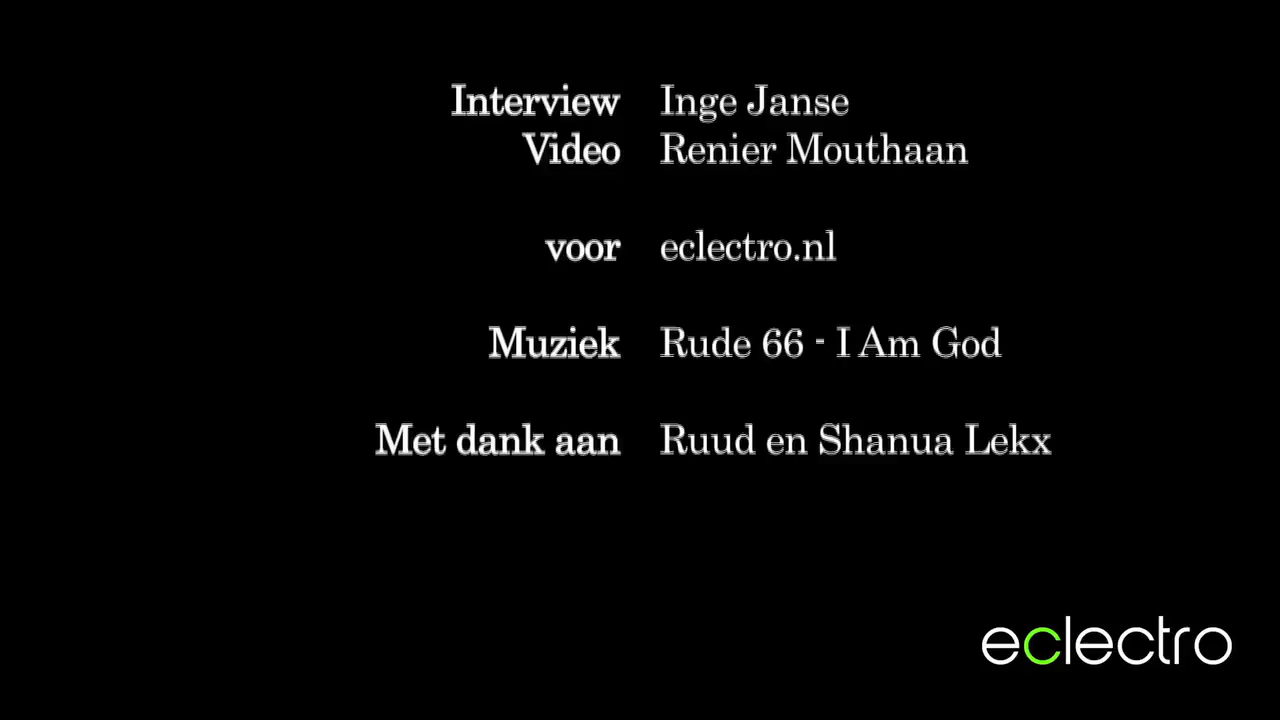 Interview Inge Janse
Video Renier Mouthaan
voor eclectro.nl
Muziek Rude 66 - I Am God
Met dank aan Ruud en Shanua Lekx
eclectro